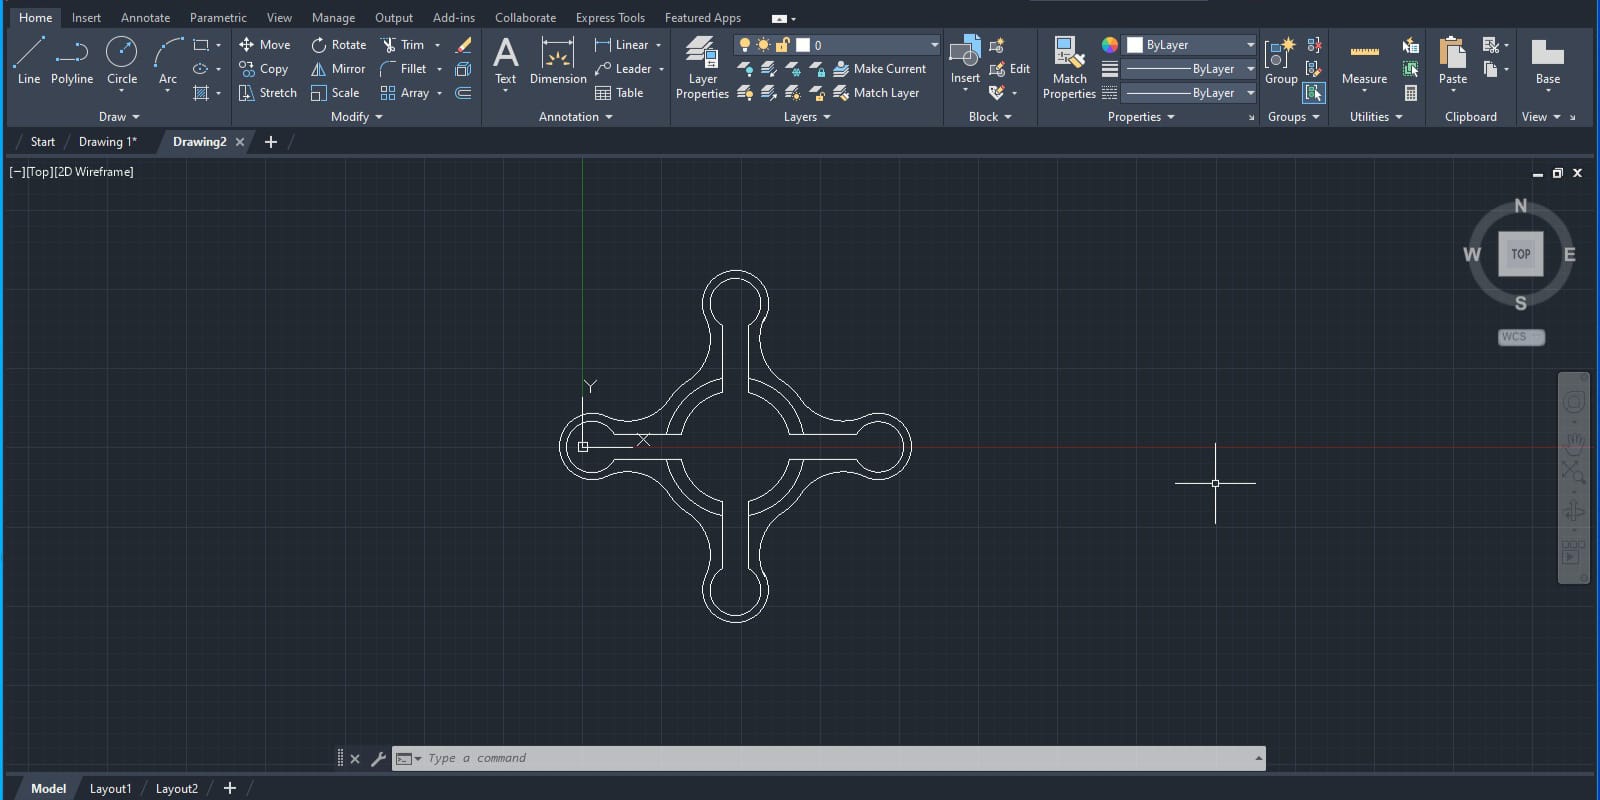 Home Insert Annotate Parametric View Manage Output Add-ins Collaborate Express Tools Featured Apps
Move Rotate Trim Linear 0 ByLayer
Line Polyline Circle Arc Copy Mirror Fillet Text Dimension Leader Layer Properties Make Current Insert Edit Match Properties ByLayer Group Measure Paste Base
Stretch Scale Array Table Match Layer ByLayer
Draw Modify Annotation Layers Block Properties Groups Utilities Clipboard View
Start Drawing 1* Drawing2
[−][Top][2D Wireframe]
N
W TOP E
S
WCS
Y
X
Type a command
Model Layout1 Layout2